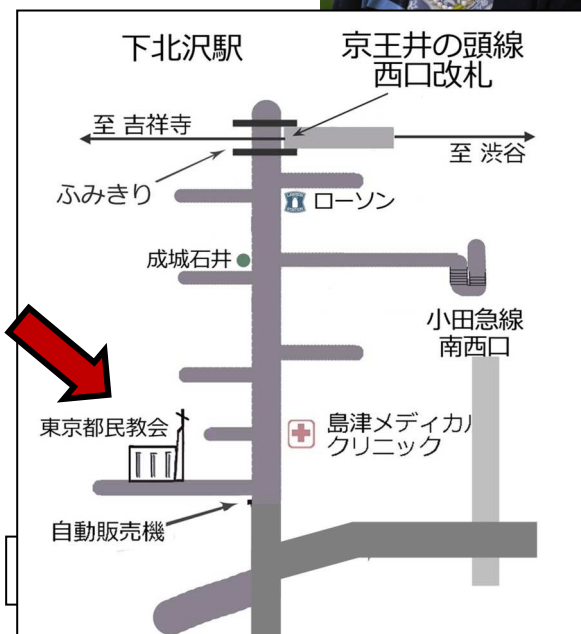 下北沢駅
京王井の頭線
西口改札
至 吉祥寺
至 渋谷
ふみきり
ローソン
成城石井
小田急線
南西口
東京都民教会
島津メディカル
クリニック
自動販売機